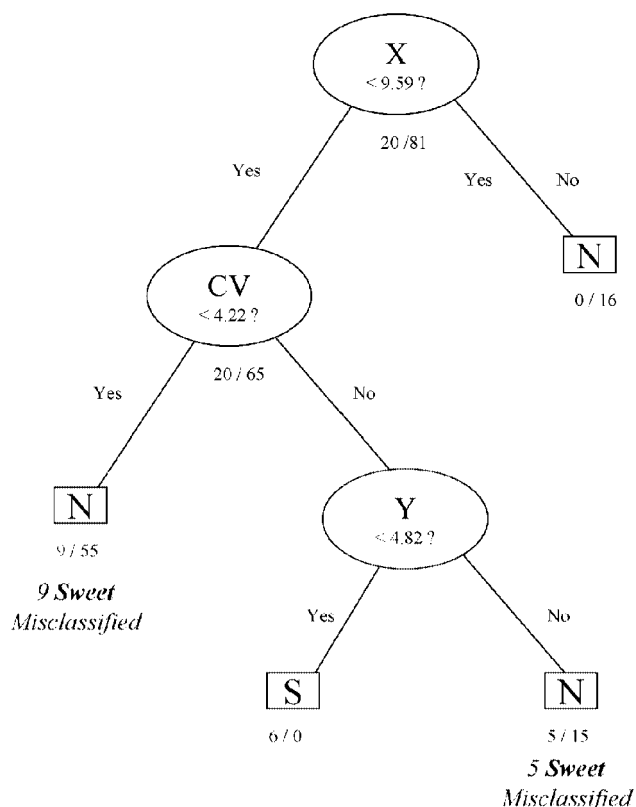 X
< 9.59 ?
20 /81
Yes
Yes
No
N
0 / 16
CV
< 4.22 ?
20 / 65
Yes
No
N
9 / 55
9 Sweet
Misclassified
Y
< 4.82 ?
Yes
No
S
6 / 0
N
5 / 15
5 Sweet
Misclassified